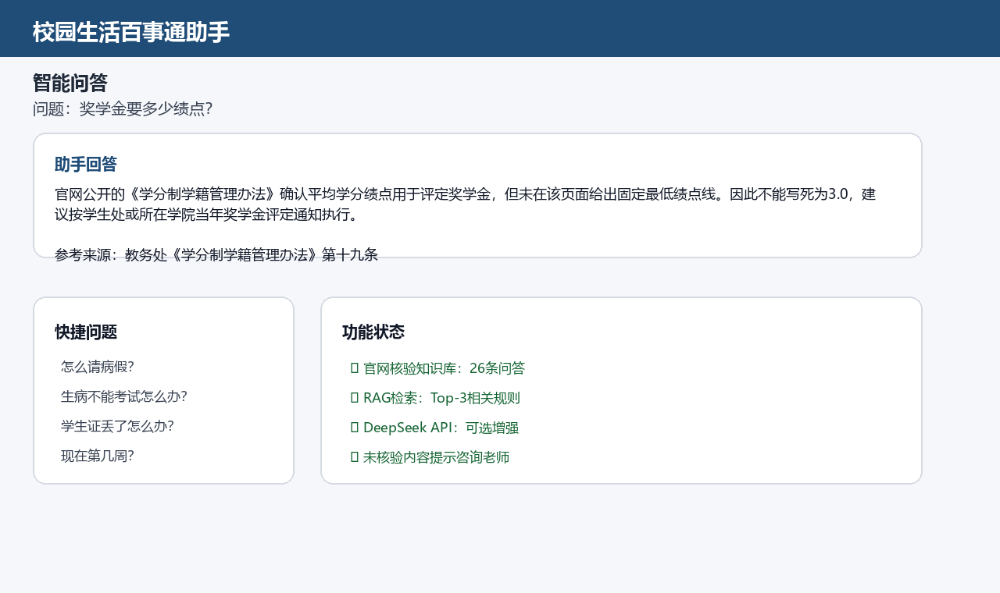 校园生活百事通助手
智能问答
问题：奖学金要多少绩点？
助手回答
官网公开的《学分制学籍管理办法》确认平均学分绩点用于评定奖学金，但未在该页面给出固定最低绩点线。因此不能写死为3.0，建
议按学生处或所在学院当年奖学金评定通知执行。
参考来源：教务处《学分制学籍管理办法》第十九条
快捷问题
怎么请病假？
生病不能考试怎么办？
学生证丢了怎么办？
现在第几周？
功能状态
▯ 官网核验知识库：26条问答
▯ RAG检索：Top-3相关规则
▯ DeepSeek API：可选增强
▯ 未核验内容提示咨询老师